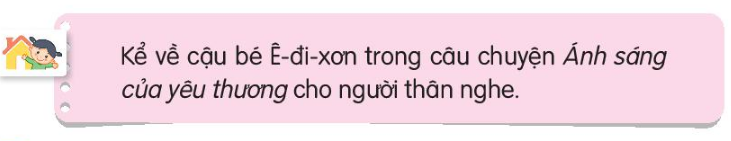 Kể về cậu bé Ê-đi-xơn trong câu chuyện Ánh sáng
của yêu thương cho người thân nghe.